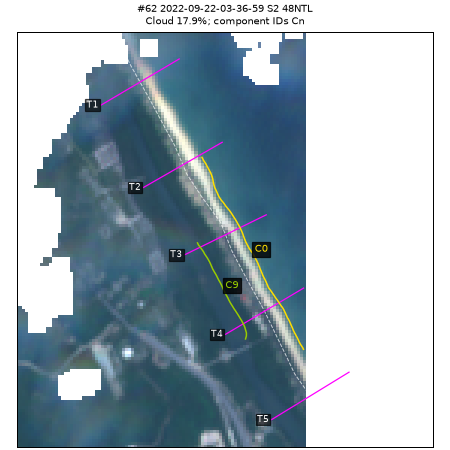 #62 2022-09-22-03-36-59 S2 48NTL
Cloud 17.9%; component IDs Cn
T1
T2
T3
C0
C9
T4
T5